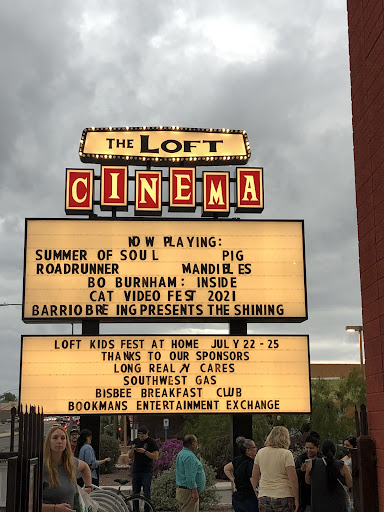 THE LOFT
CINEMA
NOW PLAYING:
SUMMER OF SOUL PIG
ROADRUNNER MANDIBLES
BO BURNHAM: INSIDE
CAT VIDEO FEST 2021
BARRIO BREING PRESENTS THE SHINING
LOFT KIDS FEST AT HOME JULY 22 - 25
THANKS TO OUR SPONSORS
LONG REALTY CARES
SOUTHWEST GAS
BISBEE BREAKFAST CLUB
BOOKMANS ENTERTAINMENT EXCHANGE